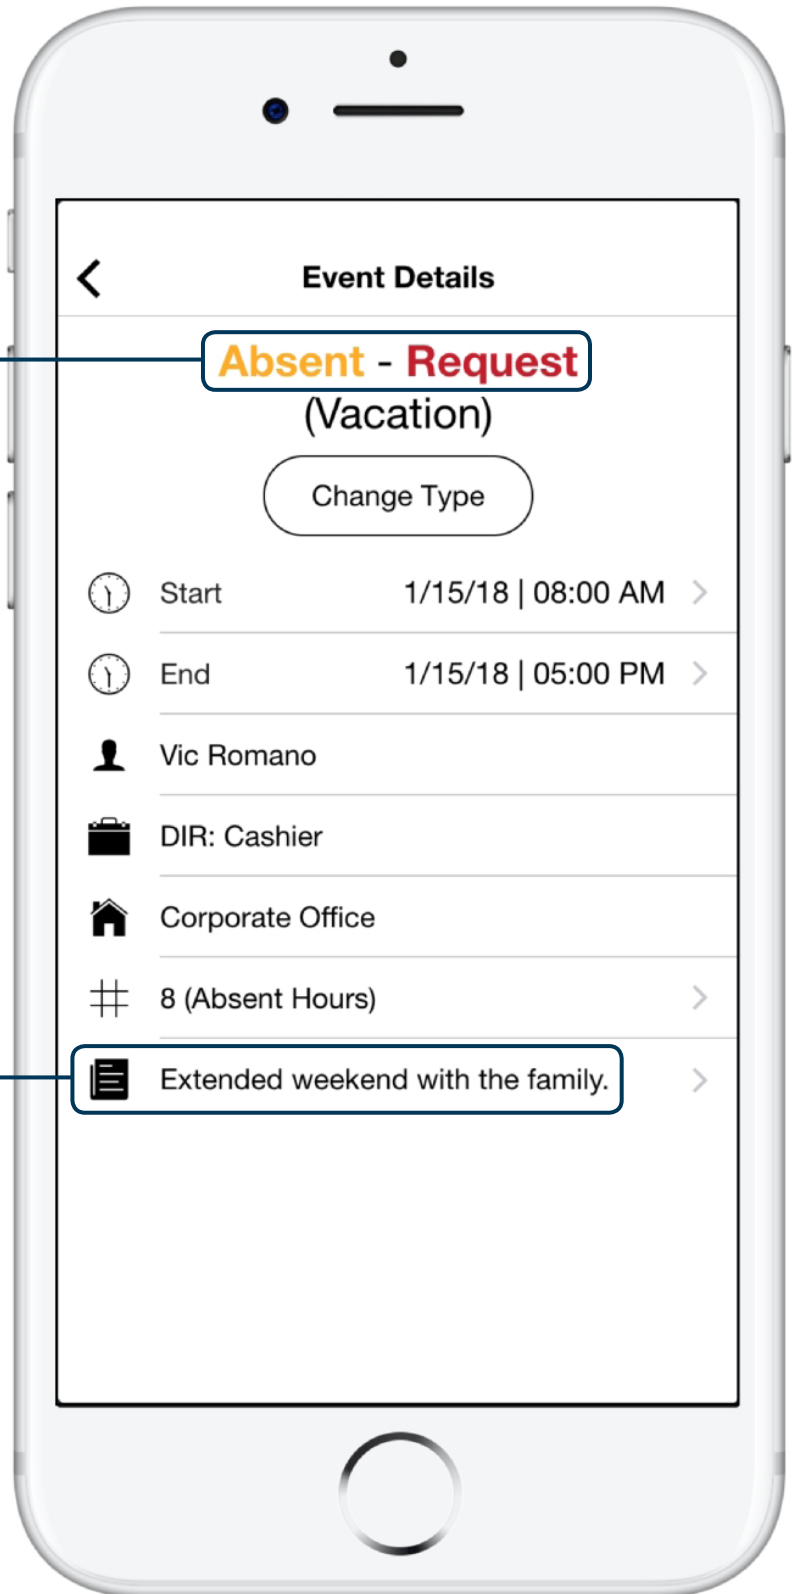 Event Details
Absent - Request
(Vacation)
Change Type
Start 1/15/18 | 08:00 AM
End 1/15/18 | 05:00 PM
Vic Romano
DIR: Cashier
Corporate Office
8 (Absent Hours)
Extended weekend with the family.